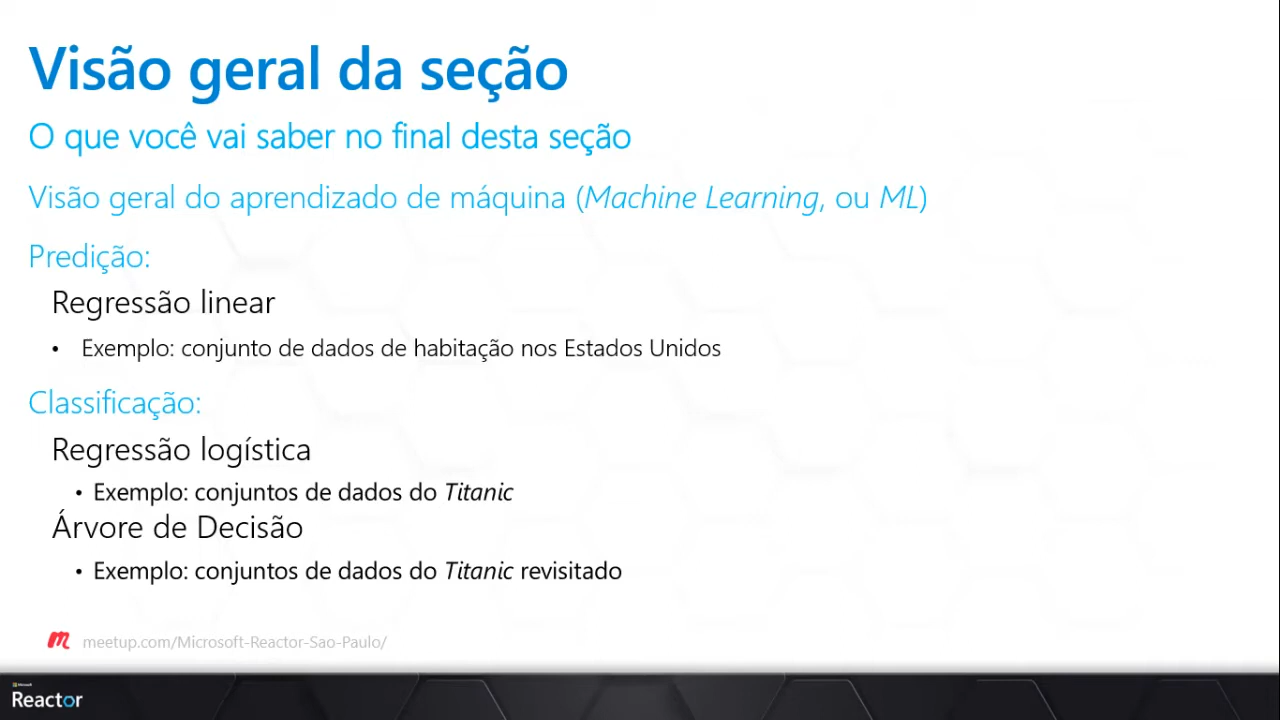 Visão geral da seção
O que você vai saber no final desta seção
Visão geral do aprendizado de máquina (Machine Learning, ou ML)
Predição:
Regressão linear
• Exemplo: conjunto de dados de habitação nos Estados Unidos
Classificação:
Regressão logística
• Exemplo: conjuntos de dados do Titanic
Árvore de Decisão
• Exemplo: conjuntos de dados do Titanic revisitado
m meetup.com/Microsoft-Reactor-Sao-Paulo/
Microsoft
Reactor